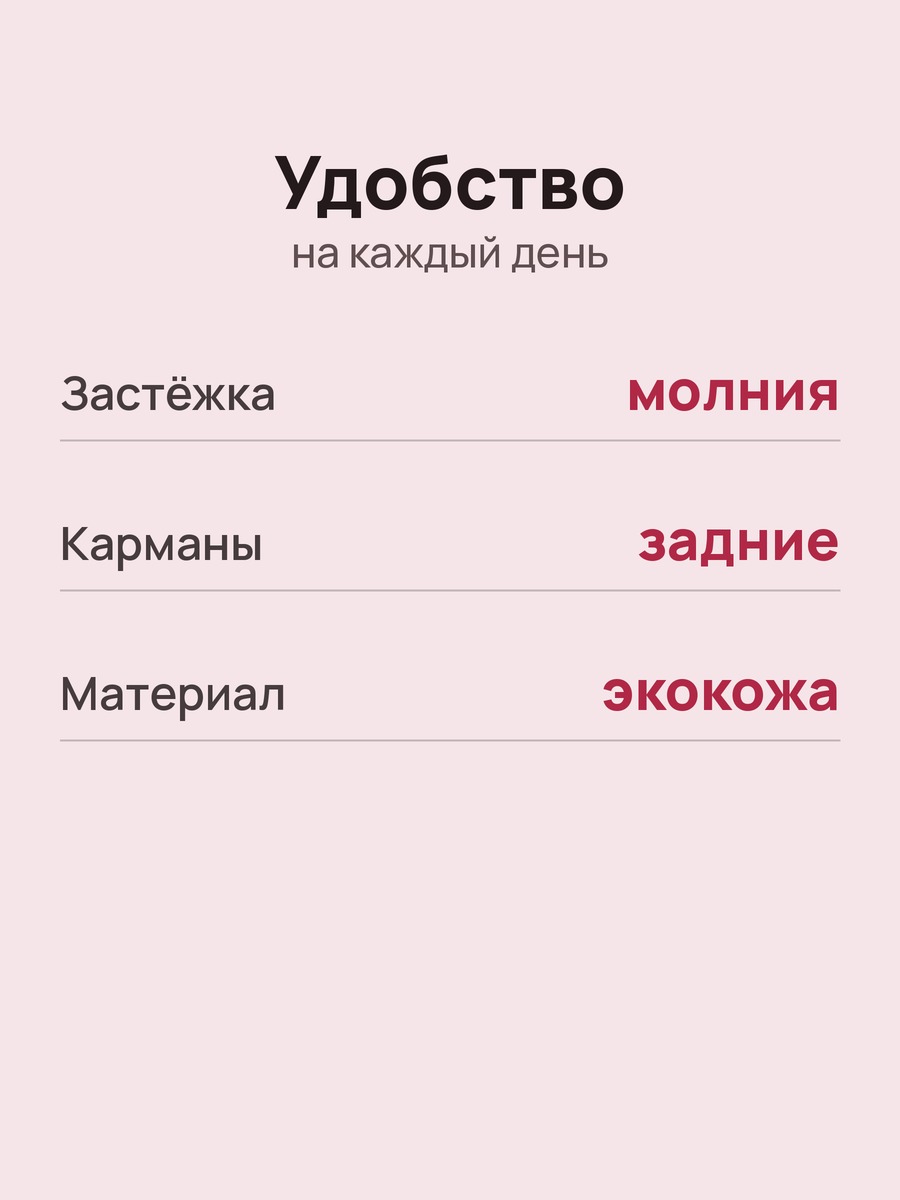 Удобство
на каждый день
Застёжка молния
Карманы задние
Материал экокожа